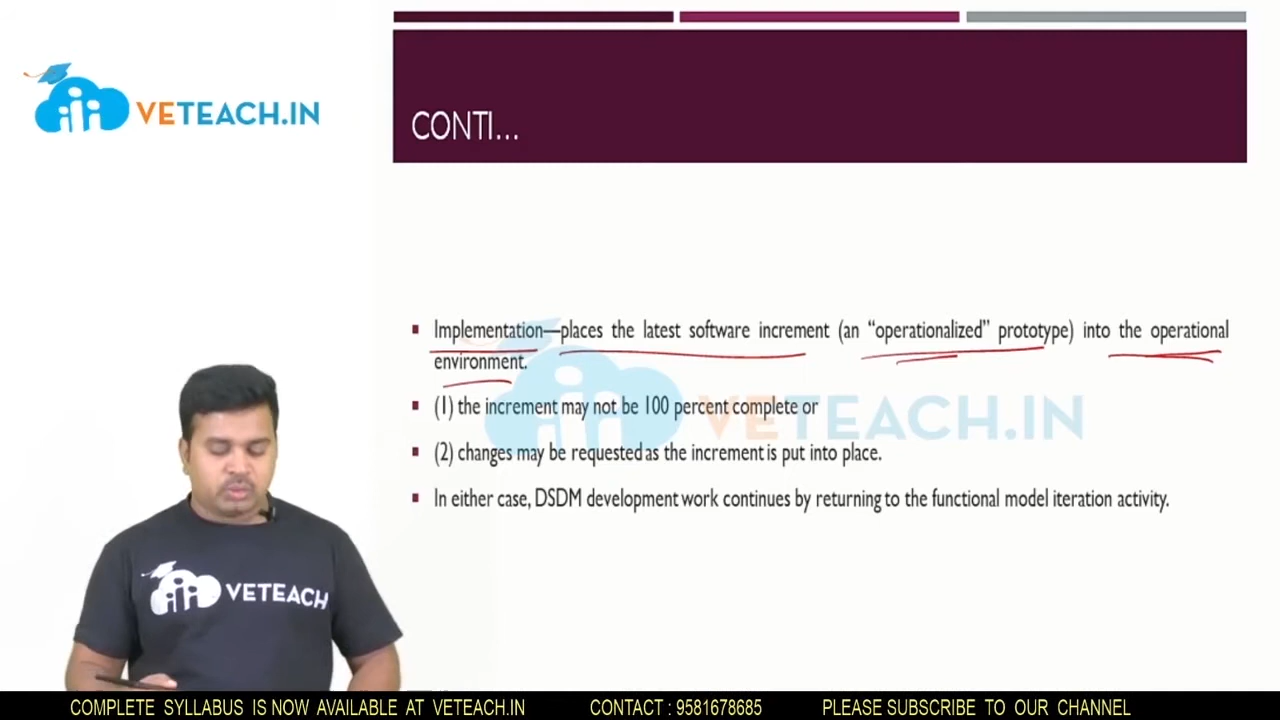 VETEACH.IN
CONTI...
▪ Implementation—places the latest software increment (an “operationalized” prototype) into the operational
environment.
▪ (1) the increment may not be 100 percent complete or
▪ (2) changes may be requested as the increment is put into place.
▪ In either case, DSDM development work continues by returning to the functional model iteration activity.
VETEACH.IN
VETEACH
COMPLETE SYLLABUS IS NOW AVAILABLE AT VETEACH.IN CONTACT : 9581678685 PLEASE SUBSCRIBE TO OUR CHANNEL